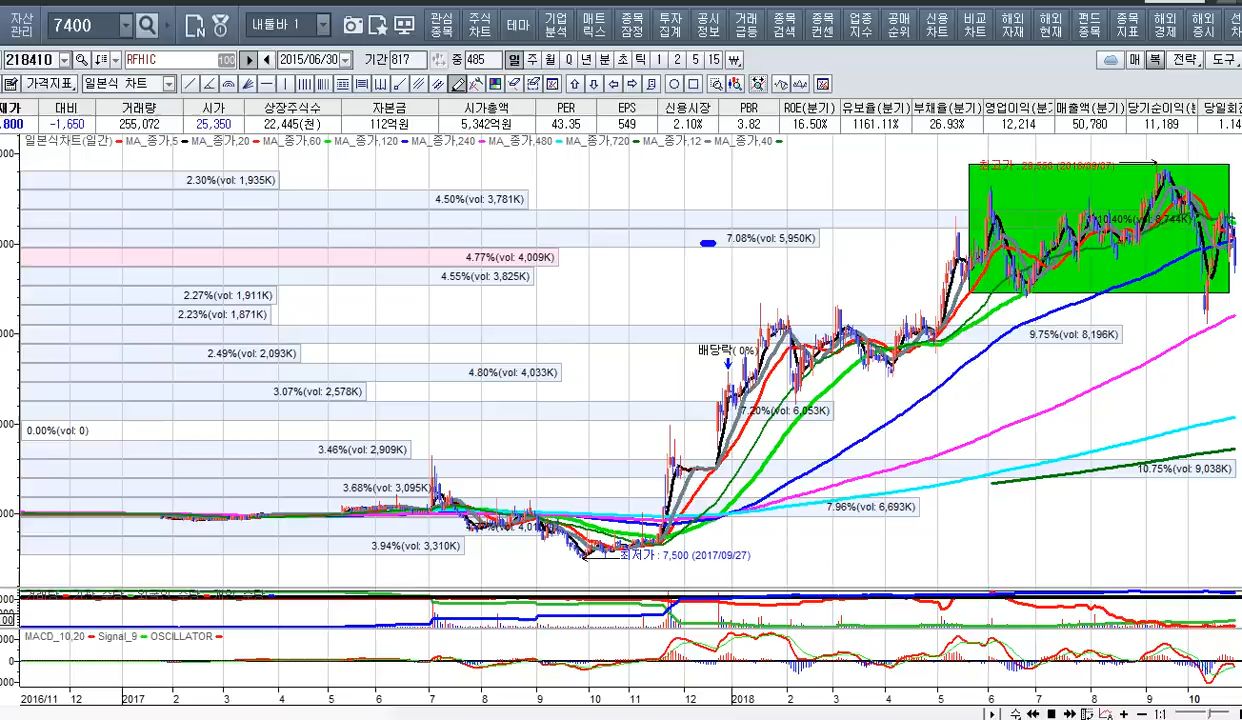 자산 관리 7400 내툴바 1 관심 종목 주식 차트 테마 기업 분석 매트릭스 종목 잠정 투자 집계 공시 정보 거래 급등 종목 검색 종목 컨센 업종 지수 공매 순위 신용 차트 비교 차트 해외 자재 해외 현재 펀드 종목 종목 지표 해외 경제 해외 증시
218410 RFHIC 100 2015/06/30 기간 817 중 485 일 주 월 Q 년 분 초 초 틱 1 2 5 15 매 복 전략 도구
가격지표 일본식 차트
대비 거래량 시가 상장주식수 자본금 시가총액 PER EPS 신용시장 PBR ROE(분기) 유보율(분기) 부채율(분기) 영업이익(분기 매출액(분기) 당기순이익(분 당일회전
.800 -1,650 255,072 25,350 22,445(천) 112억원 5,342억원 43.35 549 2.10% 3.82 16.50% 1161.11% 26.93% 12,214 50,780 11,189 1.14
일본식차트(일간) MA_종가,5 MA_종가,20 MA_종가,60 MA_종가,120 MA_종가,240 MA_종가,480 MA_종가,720 MA_종가,12 MA_종가,40
2.30%(vol: 1,935K)
4.50%(vol: 3,781K)
10.40%(vol: 8,744K)
7.08%(vol: 5,950K)
4.77%(vol: 4,009K)
4.55%(vol: 3,825K)
2.27%(vol: 1,911K)
2.23%(vol: 1,871K)
9.75%(vol: 8,196K)
배당락( 0%)
2.49%(vol: 2,093K)
4.80%(vol: 4,033K)
3.07%(vol: 2,578K)
7.20%(vol: 6,053K)
0.00%(vol: 0)
3.46%(vol: 2,909K)
10.75%(vol: 9,038K)
3.68%(vol: 3,095K)
7.96%(vol: 6,693K)
3.94%(vol: 3,310K)
최저가 : 7,500 (2017/09/27)
MACD_10,20 Signal_9 OSCILLATOR
2016/11 12 2017 2 3 4 5 6 7 8 9 10 11 12 2018 2 3 4 5 6 7 8 9 10
수 1:1